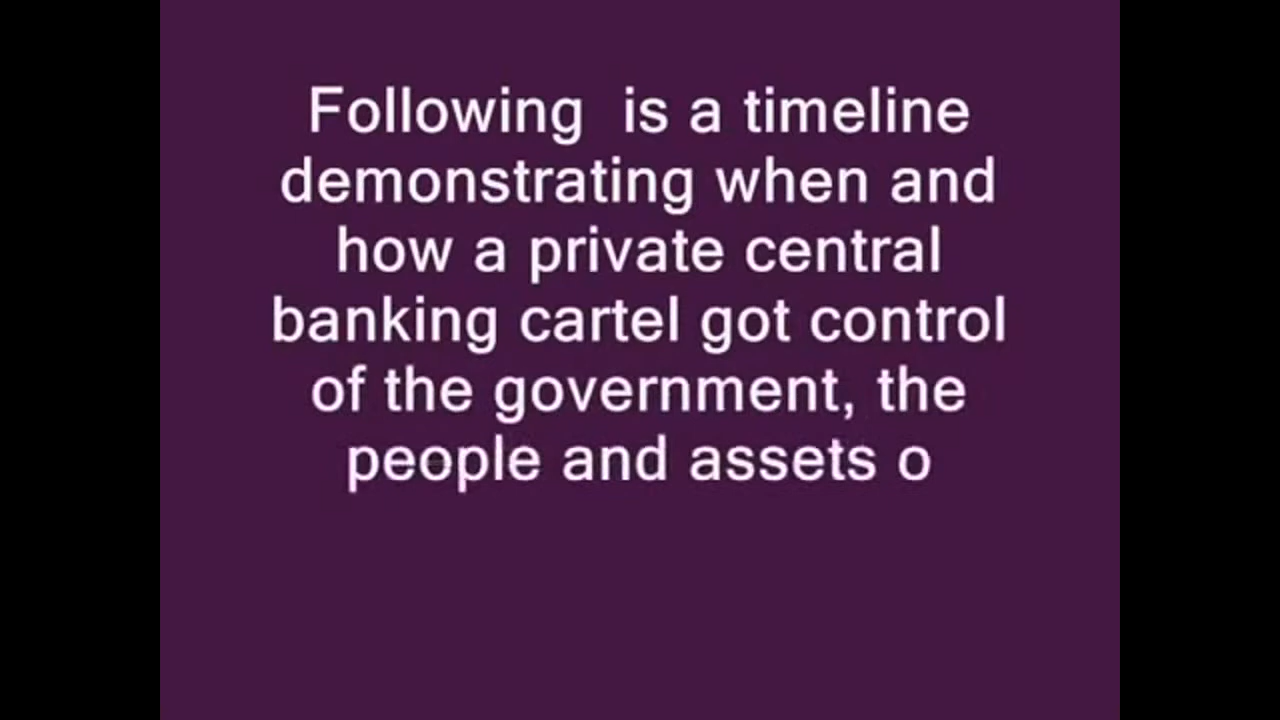 Following  is a timeline
demonstrating when and
how a private central
banking cartel got control
of the government, the
people and assets o